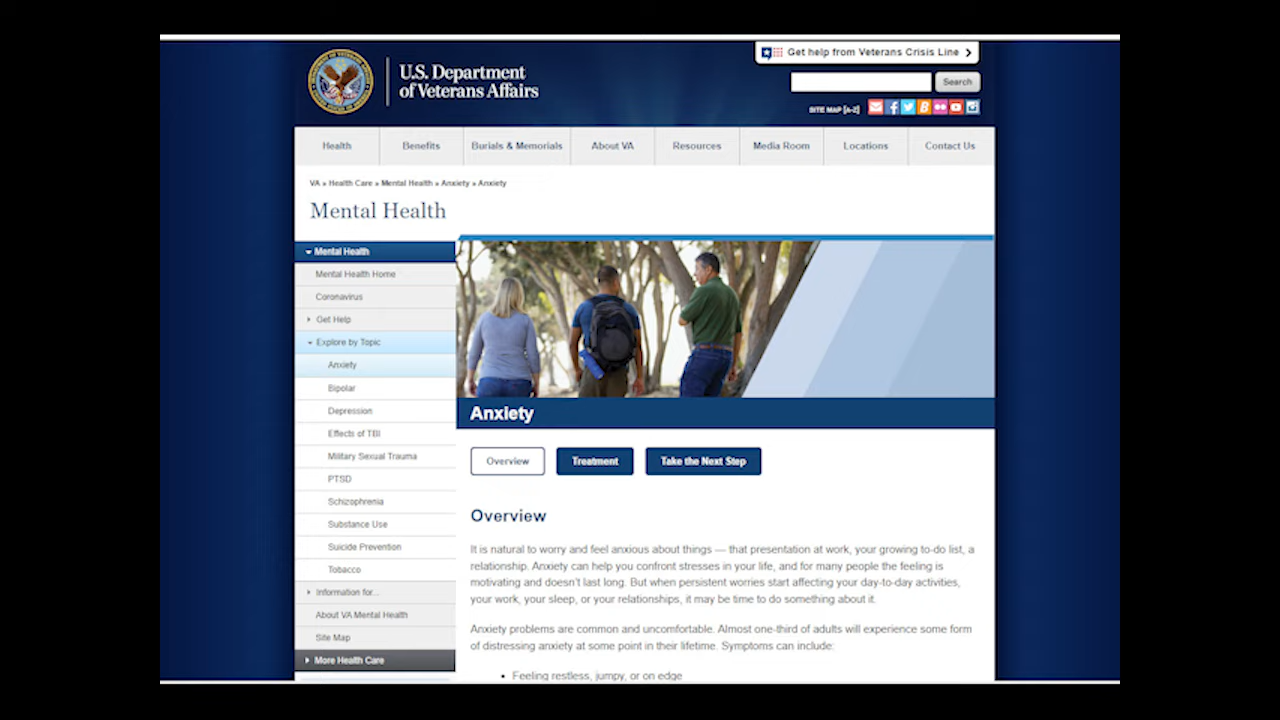 Get help from Veterans Crisis Line
U.S. Department
of Veterans Affairs
Search
SITE MAP [A-Z]
Health
Benefits
Burials & Memorials
About VA
Resources
Media Room
Locations
Contact Us
VA » Health Care » Mental Health » Anxiety » Anxiety
Mental Health
Mental Health
Mental Health Home
Coronavirus
Get Help
Explore by Topic
Anxiety
Bipolar
Depression
Effects of TBI
Military Sexual Trauma
PTSD
Schizophrenia
Substance Use
Suicide Prevention
Tobacco
Information for...
About VA Mental Health
Site Map
More Health Care
Anxiety
Overview
Treatment
Take the Next Step
Overview
It is natural to worry and feel anxious about things — that presentation at work, your growing to-do list, a
relationship. Anxiety can help you confront stresses in your life, and for many people the feeling is
motivating and doesn't last long. But when persistent worries start affecting your day-to-day activities,
your work, your sleep, or your relationships, it may be time to do something about it.
Anxiety problems are common and uncomfortable. Almost one-third of adults will experience some form
of distressing anxiety at some point in their lifetime. Symptoms can include:
• Feeling restless, jumpy, or on edge